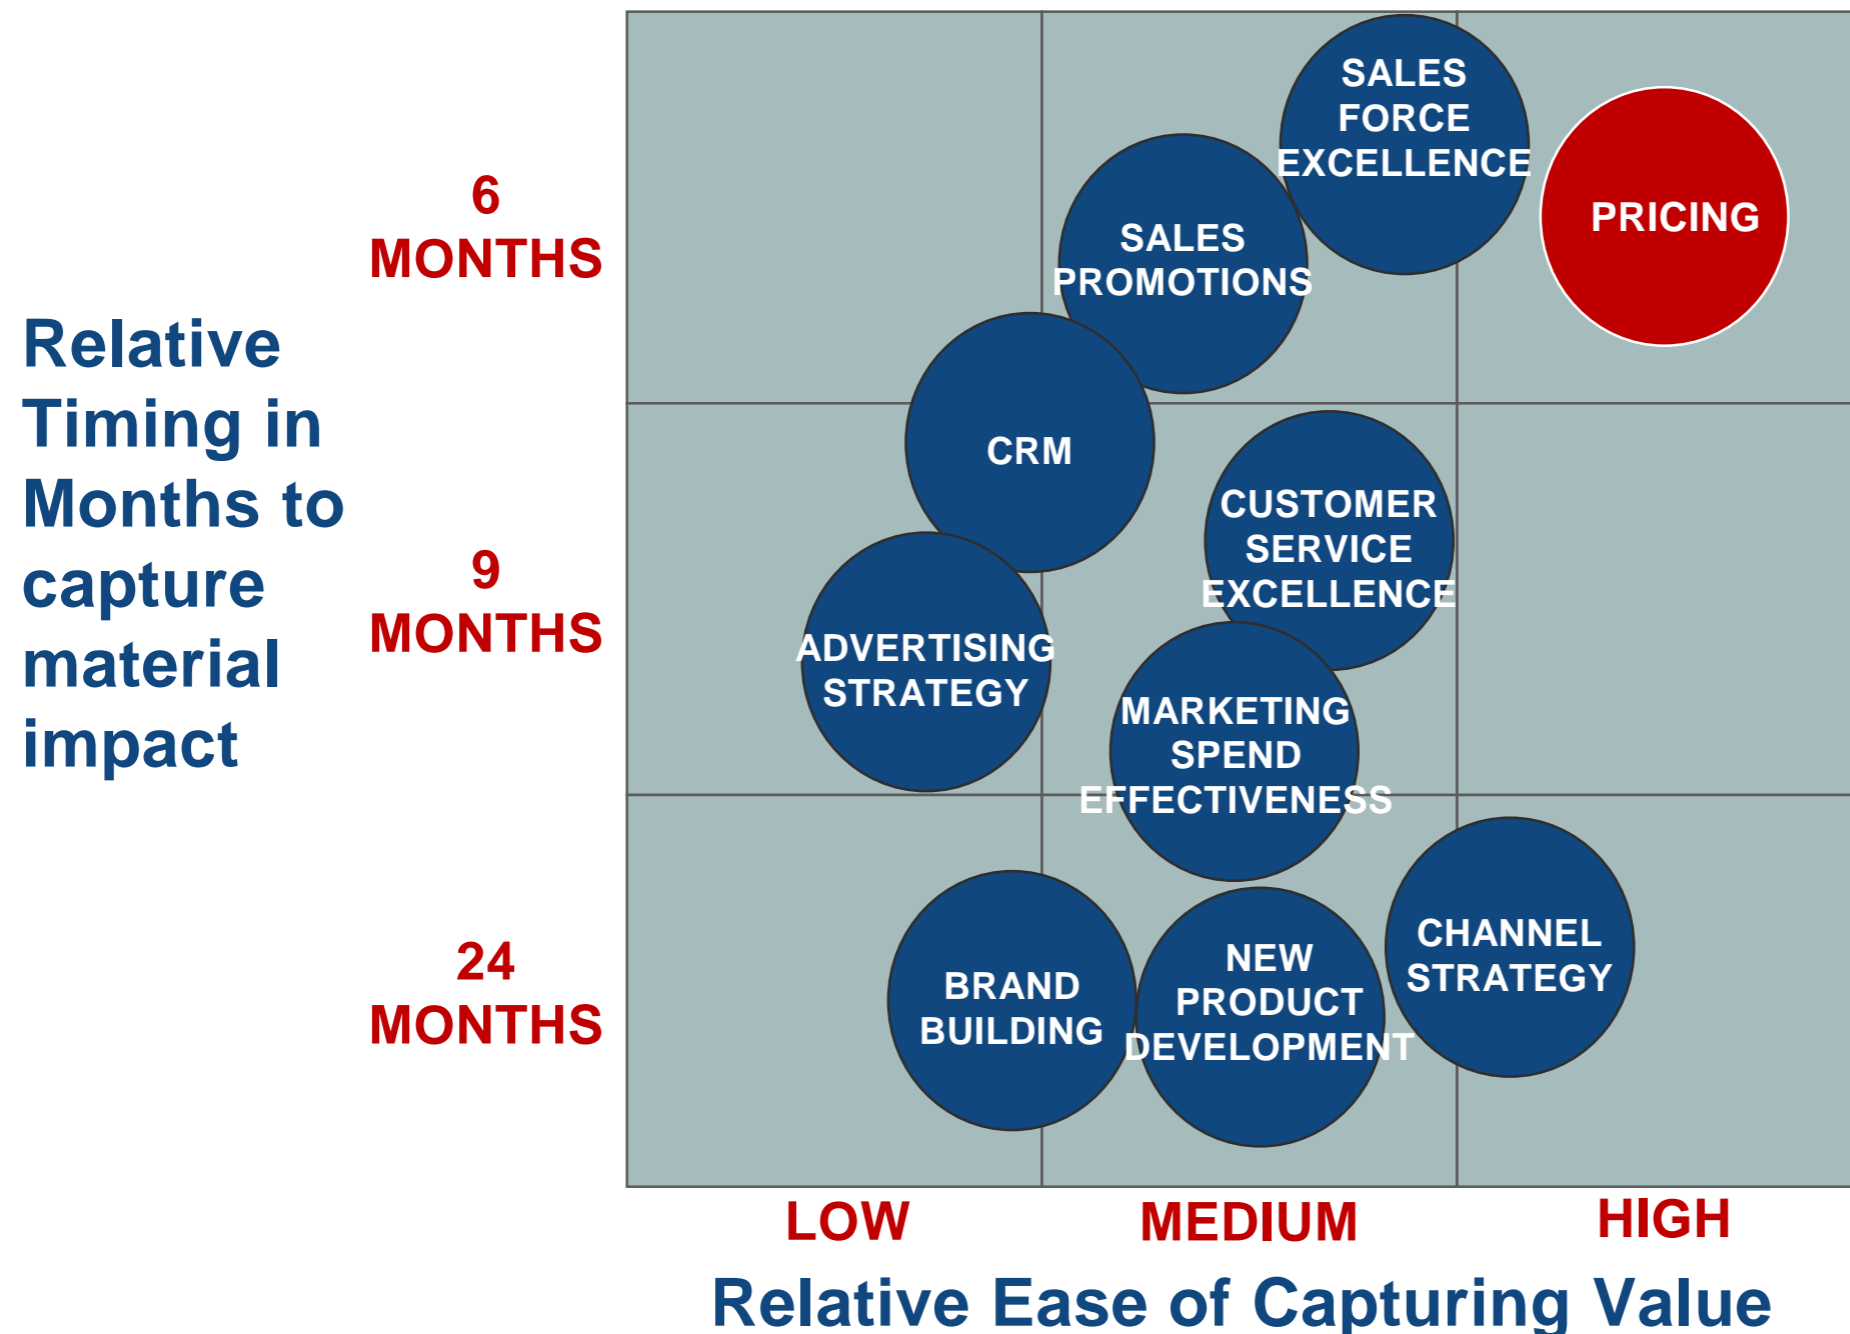 Relative
Timing in
Months to
capture
material
impact
6
MONTHS
9
MONTHS
24
MONTHS
SALES
FORCE
EXCELLENCE
PRICING
SALES
PROMOTIONS
CRM
CUSTOMER
SERVICE
EXCELLENCE
ADVERTISING
STRATEGY
MARKETING
SPEND
EFFECTIVENESS
CHANNEL
STRATEGY
BRAND
BUILDING
NEW
PRODUCT
DEVELOPMENT
LOW
MEDIUM
HIGH
Relative Ease of Capturing Value